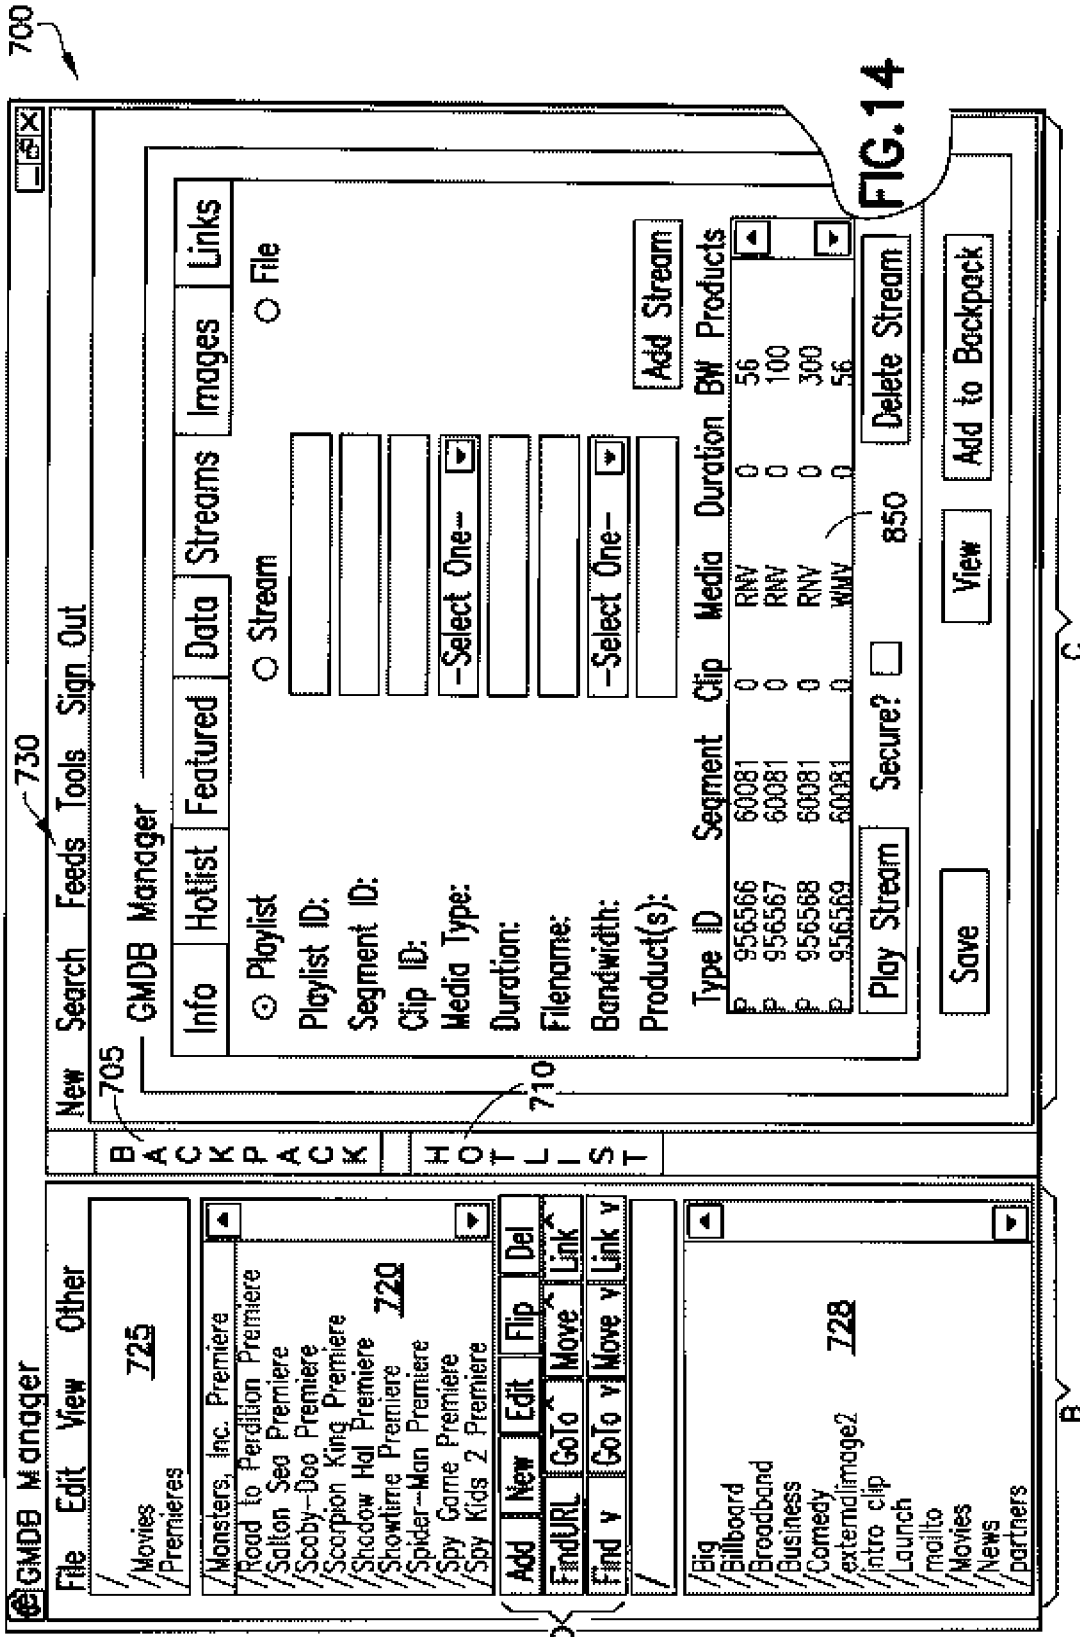 700
GMDB Manager
File Edit View Other
/Movies
/Premieres
725
/Monsters, Inc. Premiere
/Road to Perdition Premiere
/Salton Sea Premiere
/Scoby-Doo Premiere
/Scorpion King Premiere
/Shadow Hal Premiere
/Showtime Premiere
/Spider-Man Premiere
/Spy Game Premiere
/Spy Kids 2 Premiere
720
Add New Edit Flip Del
FindURL GoTo^ Move^ Link^
Find v GoTo v Move v Link v
D
/
/Big
/Billboard
/Broadband
/Business
/Comedy
/externdlimage2
/intro clip
/Launch
/mailto
/Movies
/News
/partners
728
B
BACKPACK
705
HOTLIST
710
New Search Feeds Tools Sign Out
730
GMDB Manager
Info Hotlist Featured Data Streams Images Links
Playlist Stream File
Playlist ID:
Segment ID:
Clip ID:
Media Type: -Select One-
Duration:
Filename:
Bandwidth: -Select One-
Product(s):
Add Stream
Type ID Segment Clip Media Duration BW Products
P 956566 60081 0 RNV 0 56
P 956567 60081 0 RNV 0 100
P 956568 60081 0 RNV 0 300
P 956569 60081 0 WMV 0 56
Play Stream Secure? 850 Delete Stream
Save View Add to Backpack
C
FIG.14